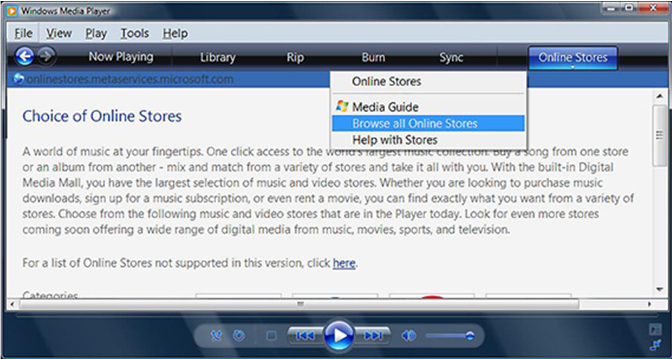 Windows Media Player
File View Play Tools Help
Now Playing Library Rip Burn Sync Online Stores
onlinestores.metaservices.microsoft.com
Online Stores
Media Guide
Browse all Online Stores
Help with Stores
Choice of Online Stores
A world of music at your fingertips. One click access to the world's largest music collection. Buy a song from one store
or an album from another - mix and match from a variety of stores and take it all with you. With the built-in Digital
Media Mall, you have the largest selection of music and video stores. Whether you are looking to purchase music
downloads, sign up for a music subscription, or even rent a movie, you can find exactly what you want from a variety of
stores. Choose from the following music and video stores that are in the Player today. Look for even more stores
coming soon offering a wide range of digital media from music, movies, sports, and television.
For a list of Online Stores not supported in this version, click here.
Categories